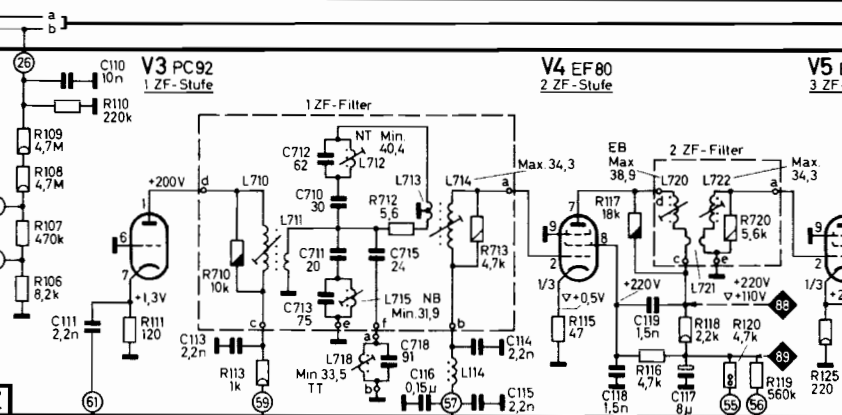 a
b
26
C110
10n
V3 PC92
1 ZF-Stufe
V4 EF80
2 ZF-Stufe
V5
3 ZF-
R110
220k
1 ZF-Filter
R109
4,7M
R108
4,7M
R107
470k
R106
8,2k
+200V
d
L710
L711
NT Min.
40,4
C712
62
L712
C710
30
R712
5,6
L713
L714
Max. 34,3
a
R713
4,7k
EB
Max
38,9
R117
18k
2 ZF-Filter
L720
d
L722
Max.
34,3
a
R720
5,6k
c
e
L721
1
6
7
+1,3V
R710
10k
C711
20
C715
24
C713
75
L715 NB
Min. 31,9
7
9
8
2
1/3
+0,5V
+220V
+220V
+110V
88
9
2
1/3
C111
2,2n
R111
120
C113
2,2n
c
e
f
b
a
L718
Min 33,5
TT
C718
91
b
C114
2,2n
L114
R115
47
C119
1,5n
R118
2,2k
R120
4,7k
89
R113
1k
C116
0,15µ
C115
2,2n
C118
1,5n
R116
4,7k
C117
8µ
R119
560k
R125
220
61
59
57
55
56